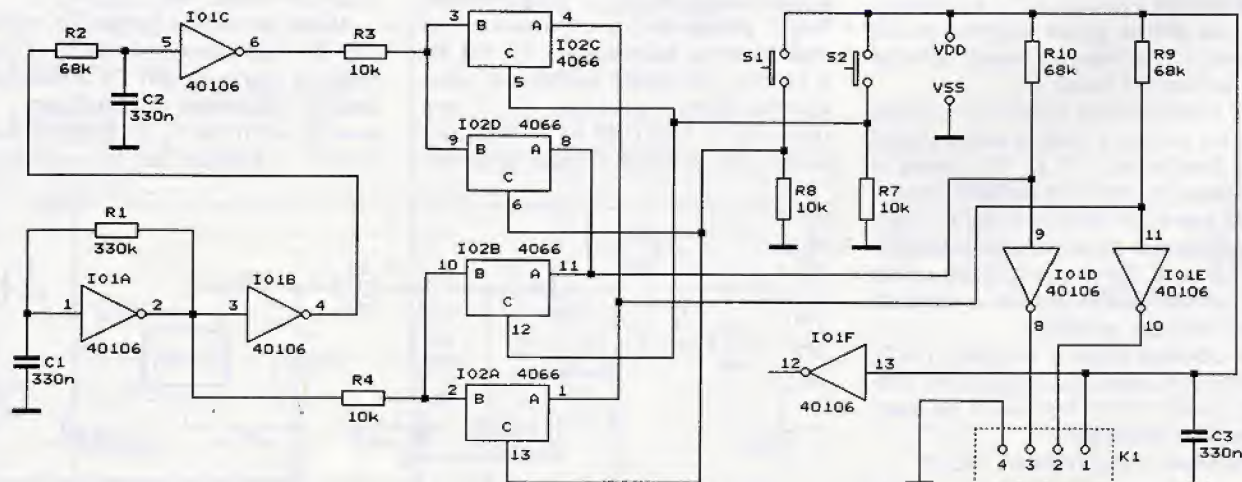 IO1C
R2
5
6
R3
68k
40106
10k
C2
330n
3
B
A
4
C
IO2C
4066
5
IO2D 4066
9
B
A
8
C
6
S1
S2
VDD
VSS
R10
68k
R9
68k
R8
10k
R7
10k
R1
330k
IO1A
1
2
40106
IO1B
3
4
40106
C1
330n
IO2B 4066
10
B
A
11
C
12
R4
10k
IO2A 4066
2
B
A
1
C
13
9
IO1D
40106
8
11
IO1E
40106
10
IO1F
12
13
40106
4
3
2
1
K1
C3
330n